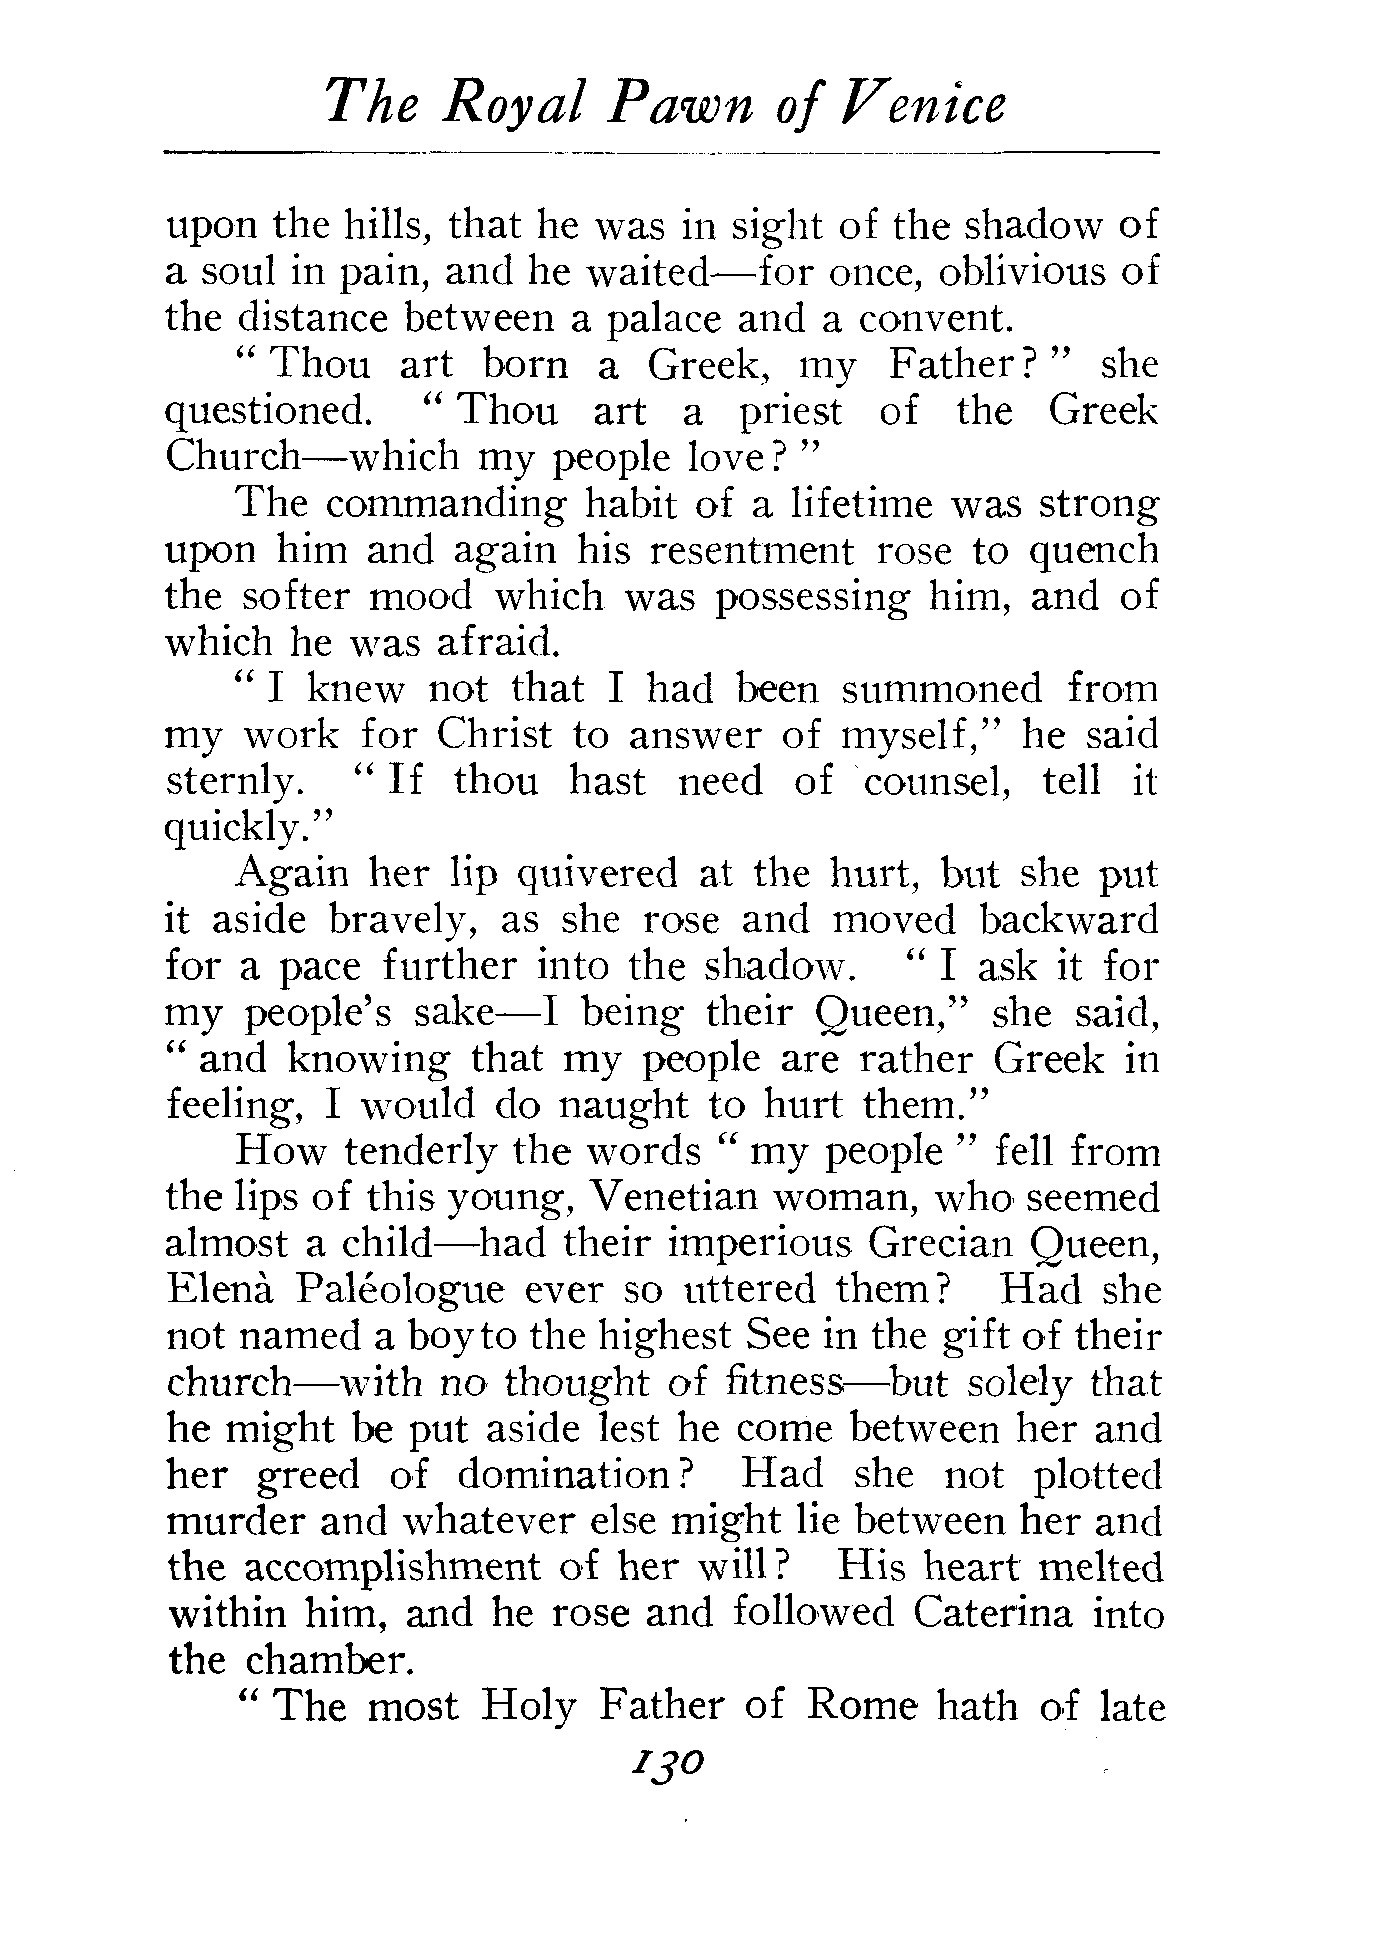 The Royal Pawn of Venice
upon the hills, that he was in sight of the shadow of
a soul in pain, and he waited—for once, oblivious of
the distance between a palace and a convent.
" Thou art born a Greek, my Father? " she
questioned. " Thou art a priest of the Greek
Church—which my people love? "
The commanding habit of a lifetime was strong
upon him and again his resentment rose to quench
the softer mood which was possessing him, and of
which he was afraid.
" I knew not that I had been summoned from
my work for Christ to answer of myself," he said
sternly. " If thou hast need of counsel, tell it
quickly."
Again her lip quivered at the hurt, but she put
it aside bravely, as she rose and moved backward
for a pace further into the shadow. " I ask it for
my people's sake—I being their Queen," she said,
" and knowing that my people are rather Greek in
feeling, I would do naught to hurt them."
How tenderly the words " my people " fell from
the lips of this young, Venetian woman, who seemed
almost a child—had their imperious Grecian Queen,
Elenà Paléologue ever so uttered them? Had she
not named a boy to the highest See in the gift of their
church—with no thought of fitness—but solely that
he might be put aside lest he come between her and
her greed of domination? Had she not plotted
murder and whatever else might lie between her and
the accomplishment of her will? His heart melted
within him, and he rose and followed Caterina into
the chamber.
" The most Holy Father of Rome hath of late
130